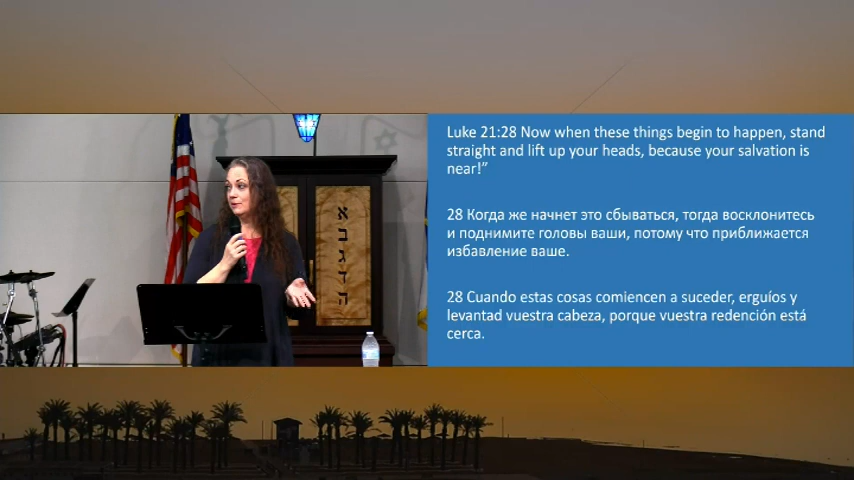 א
ב
ג
ד
ה
Luke 21:28 Now when these things begin to happen, stand
straight and lift up your heads, because your salvation is
near!”
28 Когда же начнет это сбываться, тогда восклонитесь
и поднимите головы ваши, потому что приближается
избавление ваше.
28 Cuando estas cosas comiencen a suceder, erguíos y
levantad vuestra cabeza, porque vuestra redención está
cerca.